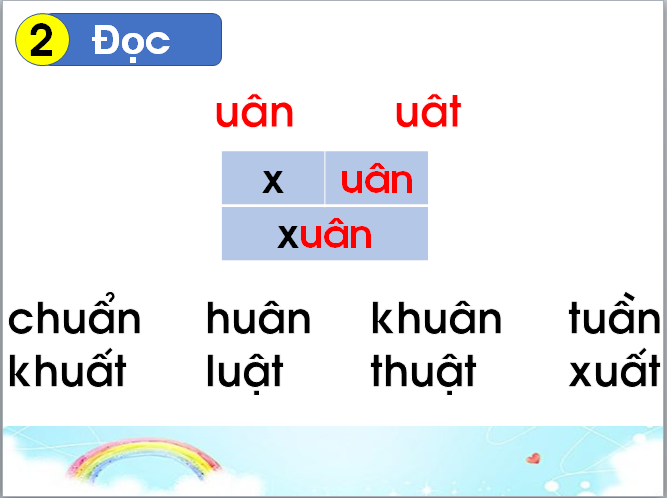 2 Đọc
uân uât
x uân
xuân
chuẩn huân khuân tuần
khuất luật thuật xuất